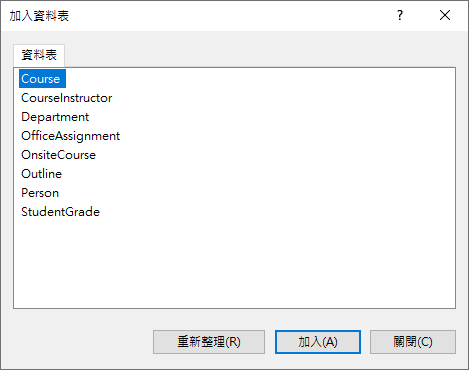 加入資料表
?
資料表
Course
CourseInstructor
Department
OfficeAssignment
OnsiteCourse
Outline
Person
StudentGrade
重新整理(R) 加入(A) 關閉(C)